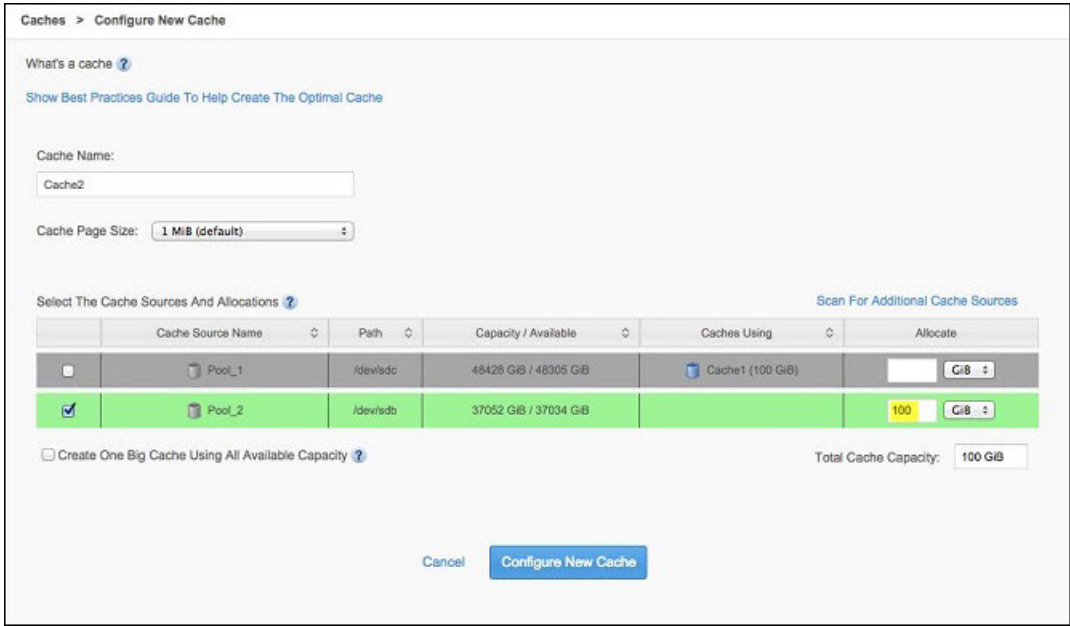 Caches > Configure New Cache
What's a cache ?
Show Best Practices Guide To Help Create The Optimal Cache
Cache Name:
Cache2
Cache Page Size: 1 MiB (default)
Select The Cache Sources And Allocations ? Scan For Additional Cache Sources
Cache Source Name Path Capacity / Available Caches Using Allocate
Pool_1 /dev/sdc 48428 GiB / 48305 GiB Cache1 (100 GiB) GiB
Pool_2 /dev/sdb 37052 GiB / 37034 GiB 100 GiB
Create One Big Cache Using All Available Capacity ? Total Cache Capacity: 100 GiB
Cancel Configure New Cache